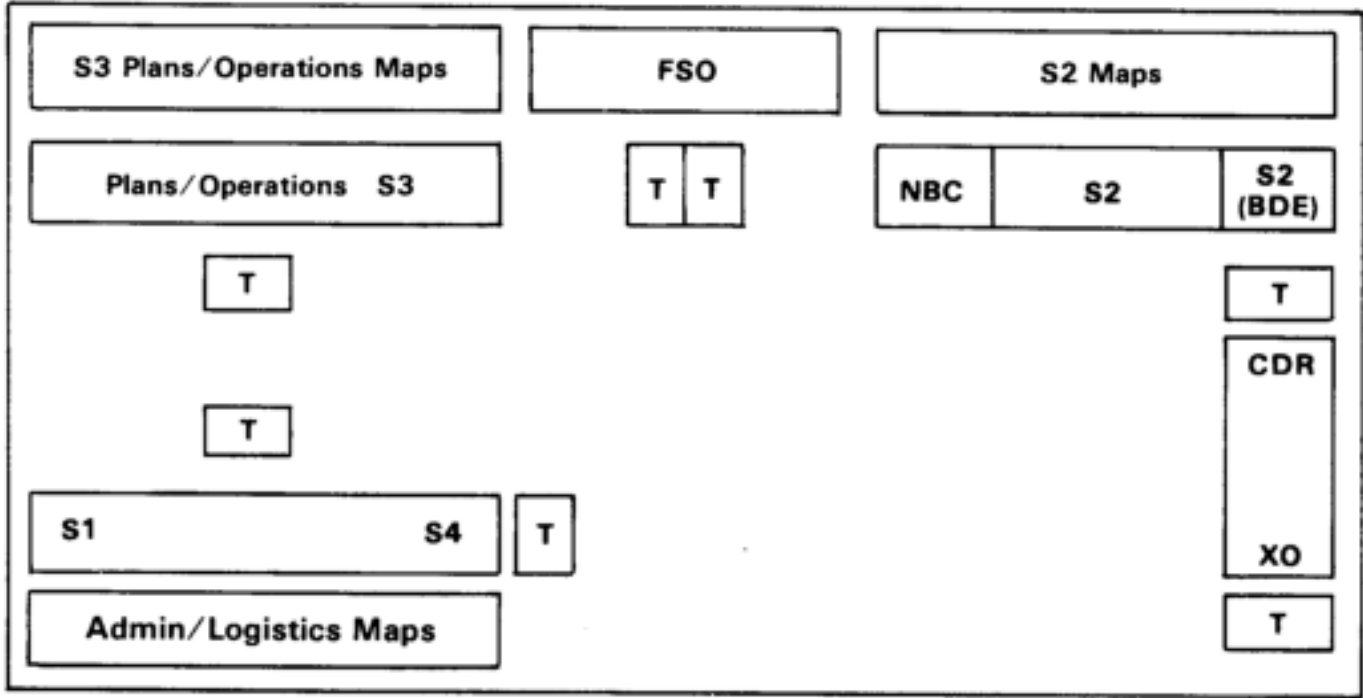 S3 Plans/Operations Maps
FSO
S2 Maps
Plans/Operations S3
T
T
NBC
S2
S2
(BDE)
T
T
CDR
T
S1
S4
T
XO
Admin/Logistics Maps
T